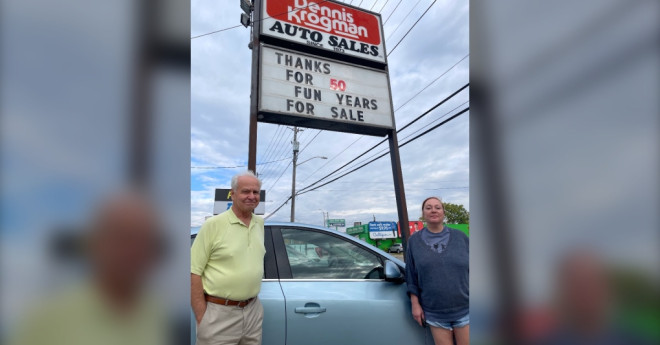 Dennis
Krogman
AUTO SALES
THANKS
FOR 50
FUN YEARS
FOR SALE